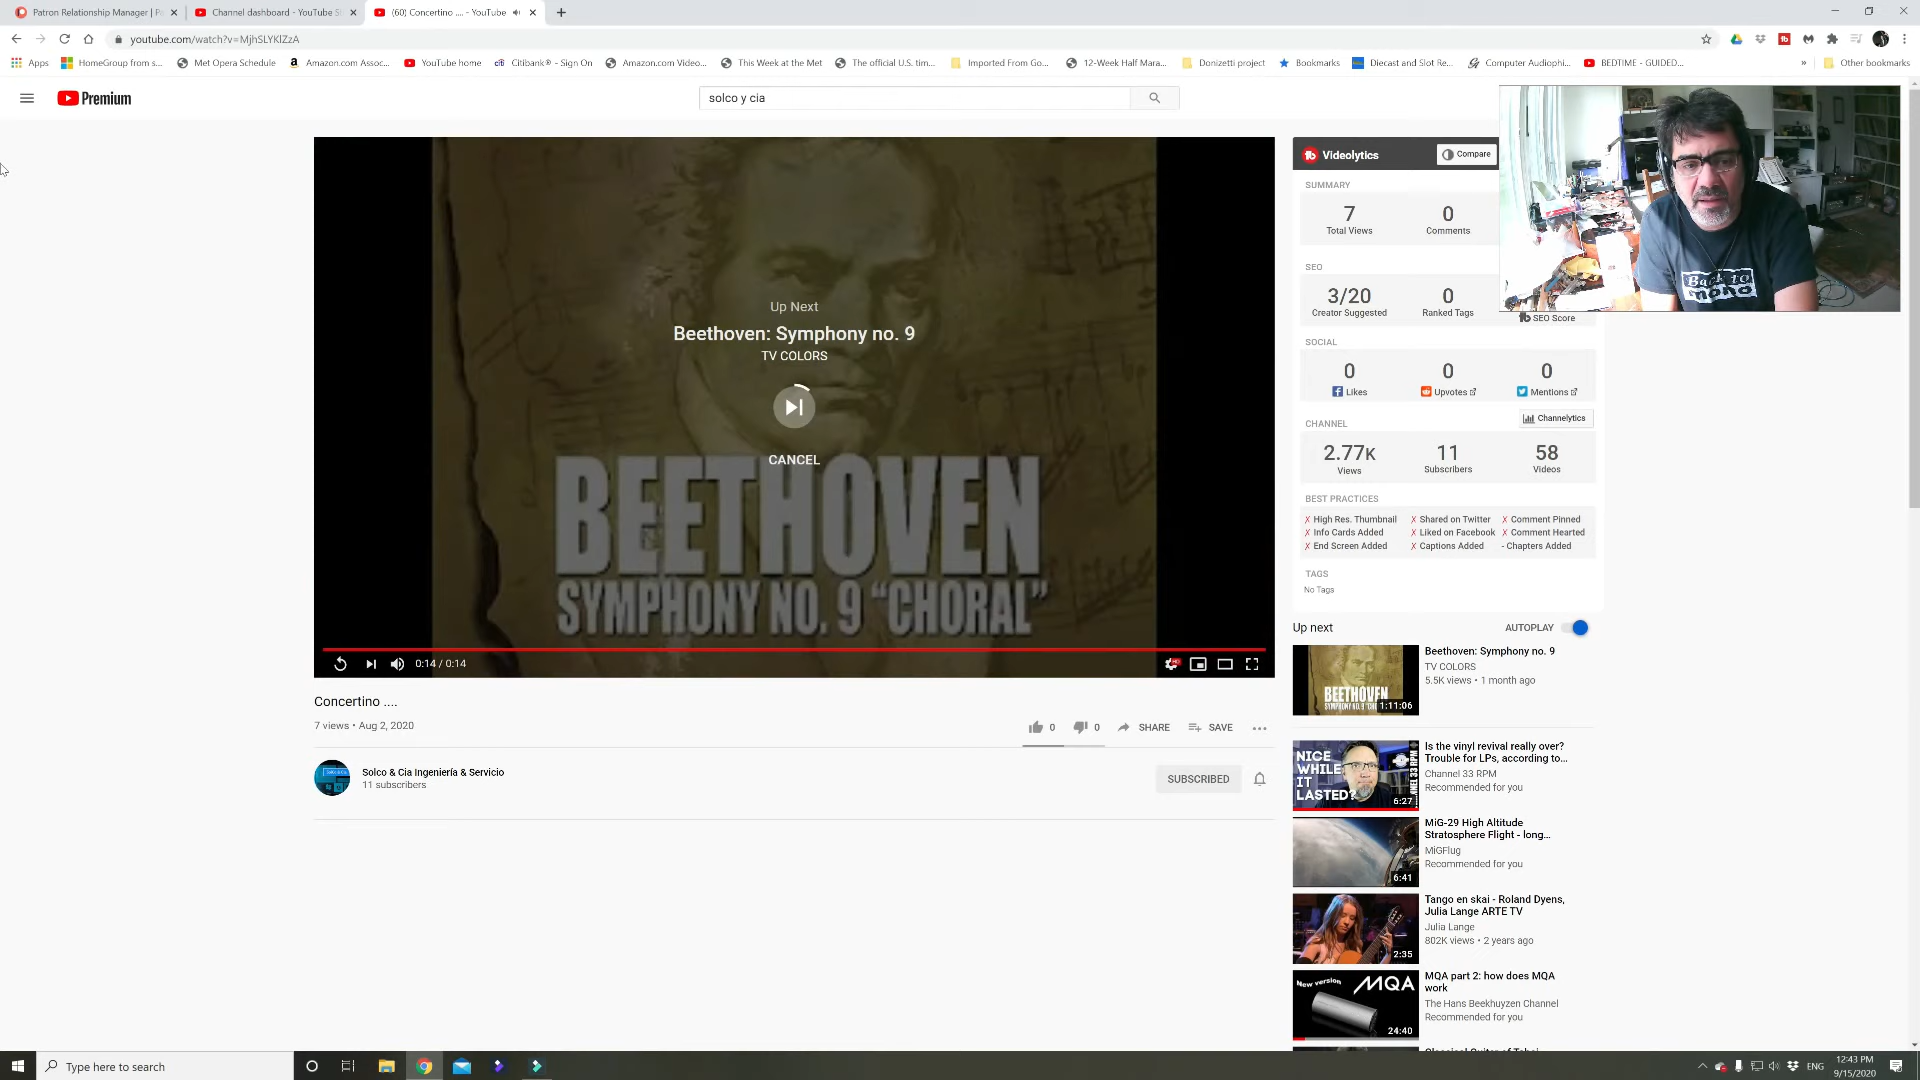 Patron Relationship Manager | P
Channel dashboard - YouTube S
(60) Concertino .... - YouTube
youtube.com/watch?v=MjhSLYKlZzA
Apps
HomeGroup from s...
Met Opera Schedule
Amazon.com Assoc...
YouTube home
Citibank® - Sign On
Amazon.com Video...
This Week at the Met
The official U.S. tim...
Imported From Go...
12-Week Half Mara...
Donizetti project
Bookmarks
Diecast and Slot Re...
Computer Audiophi...
BEDTIME - GUIDED...
»
Other bookmarks
Premium
solco y cia
Back to
mono
Up Next
Beethoven: Symphony no. 9
TV COLORS
CANCEL
BEETHOVEN
SYMPHONY NO. 9 “CHORAL”
0:14 / 0:14
HD
Concertino ....
7 views • Aug 2, 2020
0
0
SHARE
SAVE
Solco & Cia Ingeniería & Servicio
11 subscribers
SUBSCRIBED
Videolytics
Compare
SUMMARY
7
Total Views
0
Comments
SEO
3/20
Creator Suggested
0
Ranked Tags
SEO Score
SOCIAL
0
Likes
0
Upvotes
0
Mentions
CHANNEL
Channelytics
2.77K
Views
11
Subscribers
58
Videos
BEST PRACTICES
X High Res. Thumbnail
X Shared on Twitter
X Comment Pinned
X Info Cards Added
X Liked on Facebook
X Comment Hearted
X End Screen Added
X Captions Added
- Chapters Added
TAGS
No Tags
Up next
AUTOPLAY
BEETHOVEN
1:11:06
Beethoven: Symphony no. 9
TV COLORS
5.5K views • 1 month ago
NICE
WHILE
IT
LASTED?
6:27
Is the vinyl revival really over?
Trouble for LPs, according to...
Channel 33 RPM
Recommended for you
6:41
MiG-29 High Altitude
Stratosphere Flight - long...
MiGFlug
Recommended for you
2:35
Tango en skai - Roland Dyens,
Julia Lange ARTE TV
Julia Lange
802K views • 2 years ago
New version
MQA
24:40
MQA part 2: how does MQA
work
The Hans Beekhuyzen Channel
Recommended for you
Type here to search
ENG
12:43 PM
9/15/2020